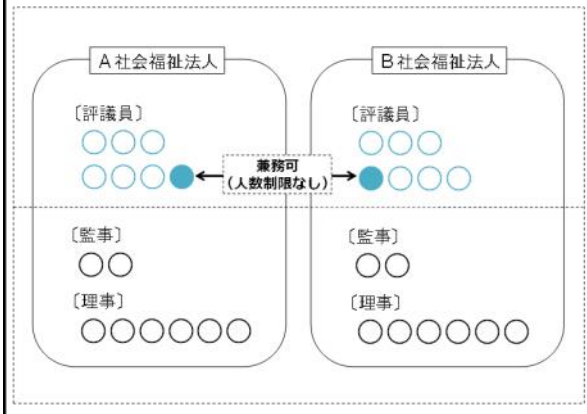 A社会福祉法人
B社会福祉法人
〔評議員〕
〔評議員〕
兼務可
(人数制限なし)
〔監事〕
〔監事〕
〔理事〕
〔理事〕